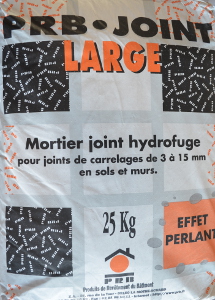 PRB•JOINT
LARGE
Mortier joint hydrofuge
pour joints de carrelages de 3 à 15 mm
en sols et murs.
25 Kg
EFFET
PERLANT
PRB
Produits de Revêtement du Bâtiment